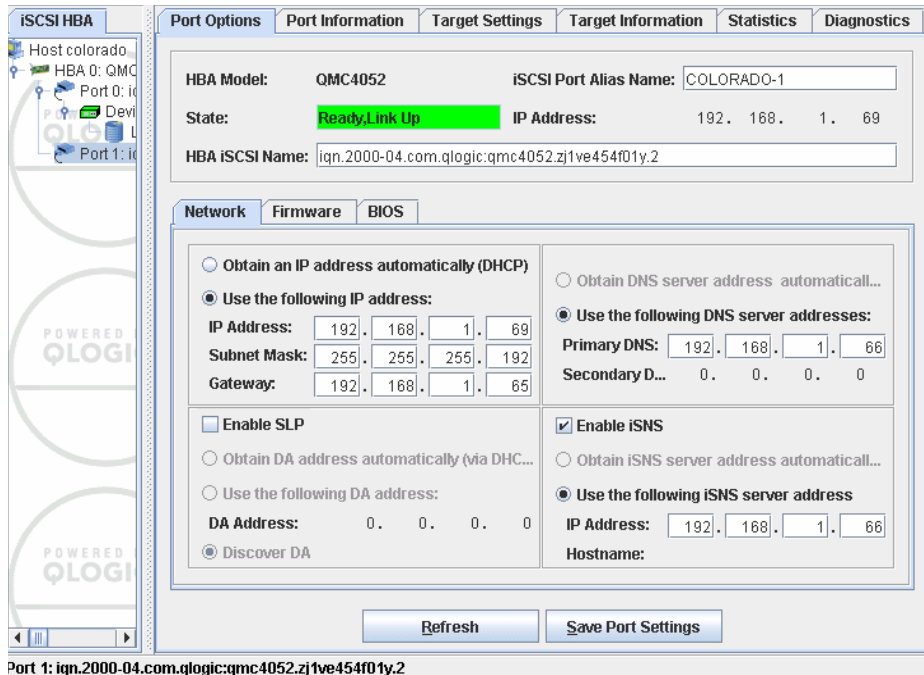 iSCSI HBA
Host colorado
HBA 0: QMC
Port 0: i
Devi
L
Port 1: i
POWERED
QLOGI
POWERED
QLOGI
POWERED
QLOGI
Port Options Port Information Target Settings Target Information Statistics Diagnostics
HBA Model: QMC4052 iSCSI Port Alias Name: COLORADO-1
State: Ready,Link Up IP Address: 192. 168. 1. 69
HBA iSCSI Name: iqn.2000-04.com.qlogic:qmc4052.zj1ve454f01y.2
Network Firmware BIOS
Obtain an IP address automatically (DHCP)
Use the following IP address:
IP Address: 192. 168. 1. 69
Subnet Mask: 255. 255. 255. 192
Gateway: 192. 168. 1. 65
Obtain DNS server address automaticall...
Use the following DNS server addresses:
Primary DNS: 192. 168. 1. 66
Secondary D... 0. 0. 0. 0
Enable SLP
Obtain DA address automatically (via DHC...
Use the following DA address:
DA Address: 0. 0. 0. 0
Discover DA
Enable iSNS
Obtain iSNS server address automaticall...
Use the following iSNS server address
IP Address: 192. 168. 1. 66
Hostname:
Refresh Save Port Settings
Port 1: iqn.2000-04.com.qlogic:qmc4052.zj1ve454f01y.2